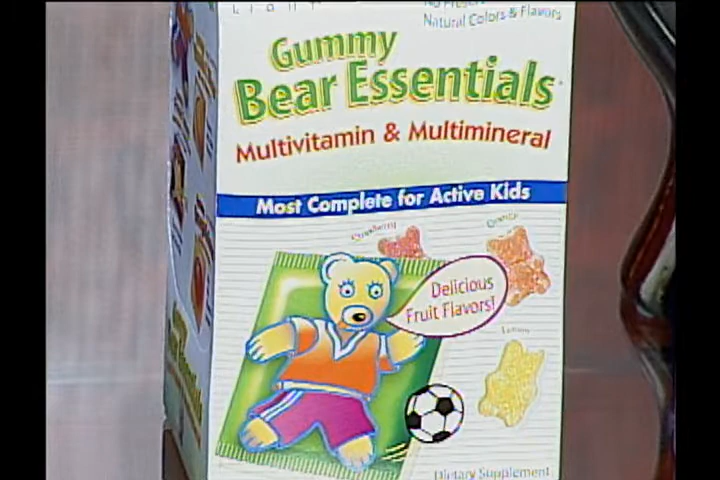 Natural Colors & Flavors
Gummy
Bear Essentials
Multivitamin & Multimineral
Most Complete for Active Kids
Strawberry
Orange
Delicious
Fruit Flavors!
Lemon
Dietary Supplement